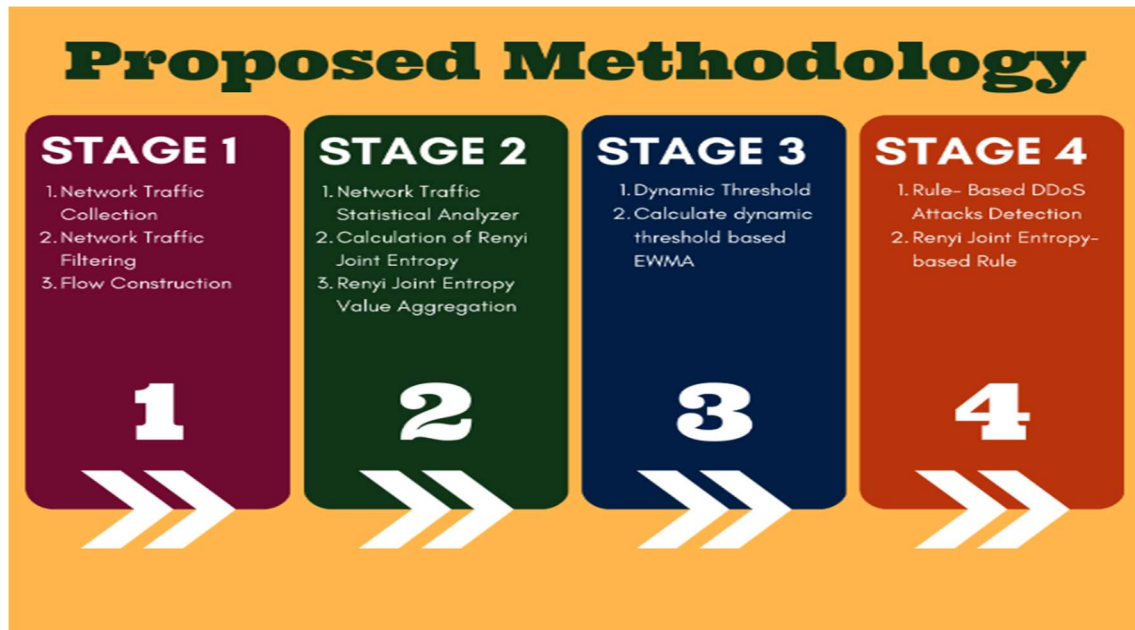 Proposed Methodology
STAGE 1
1. Network Traffic
Collection
2. Network Traffic
Filtering
3. Flow Construction
1
STAGE 2
1. Network Traffic
Statistical Analyzer
2. Calculation of Renyi
Joint Entropy
3. Renyi Joint Entropy
Value Aggregation
2
STAGE 3
1. Dynamic Threshold
2. Calculate dynamic
threshold based
EWMA
3
STAGE 4
1. Rule- Based DDoS
Attacks Detection
2. Renyi Joint Entropy-
based Rule
4